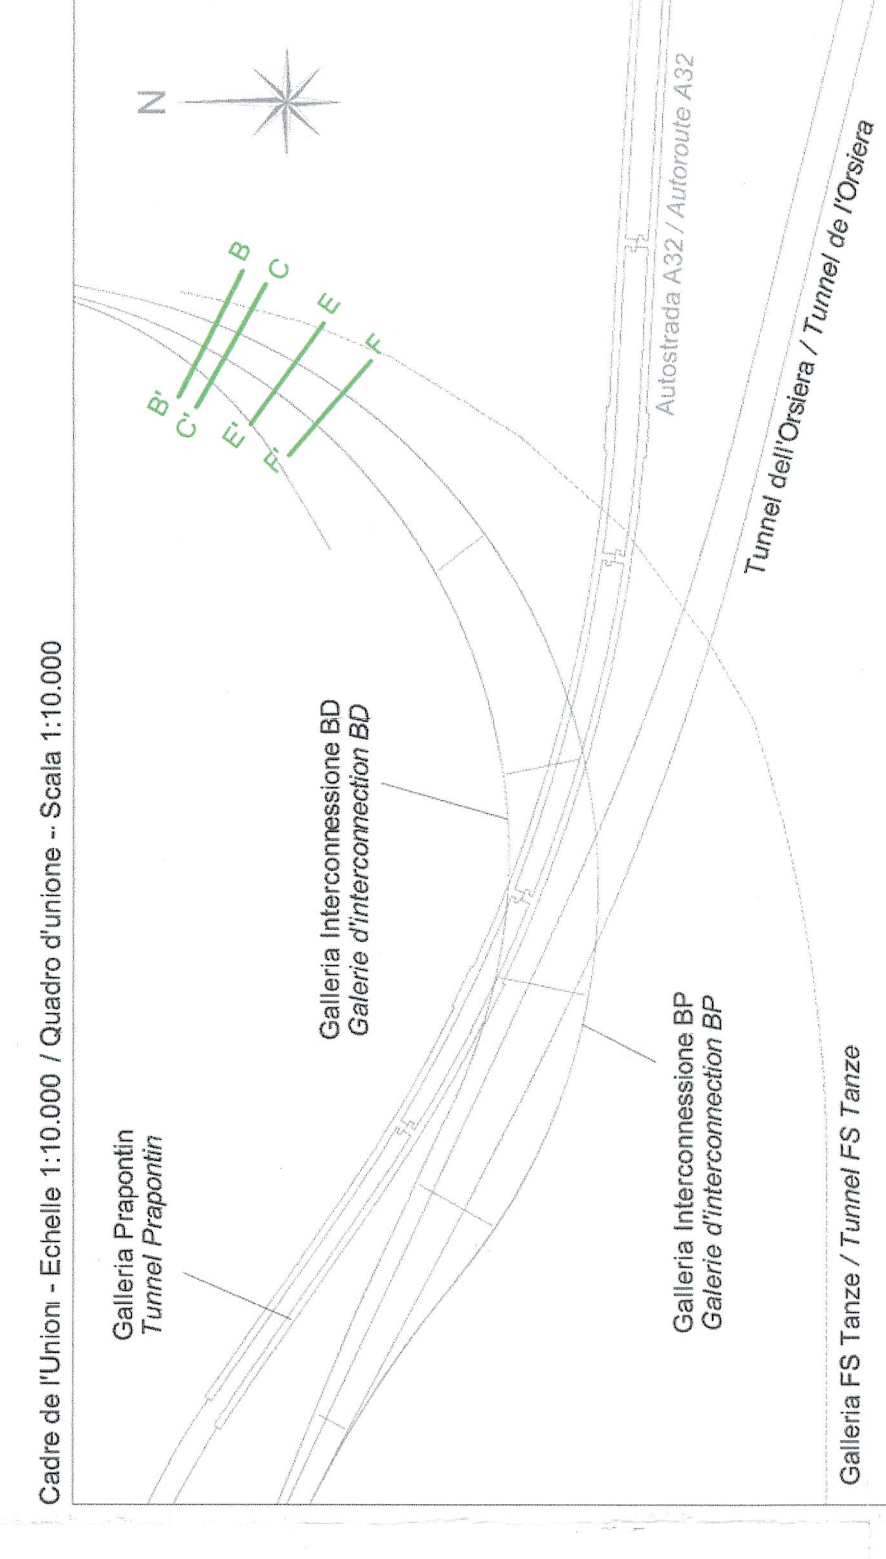 Cadre de l'Unioni - Echelle 1:10.000 / Quadro d'unione -- Scala 1:10.000
Galleria Prapontin
Tunnel Prapontin
Galleria Interconnessione BD
Galerie d'interconnection BD
B'
C'
E'
F'
B
C
E
F
N
Galleria Interconnessione BP
Galerie d'interconnection BP
Autostrada A32 / Autoroute A32
Tunnel dell'Orsiera / Tunnel de l'Orsiera
Galleria FS Tanze / Tunnel FS Tanze